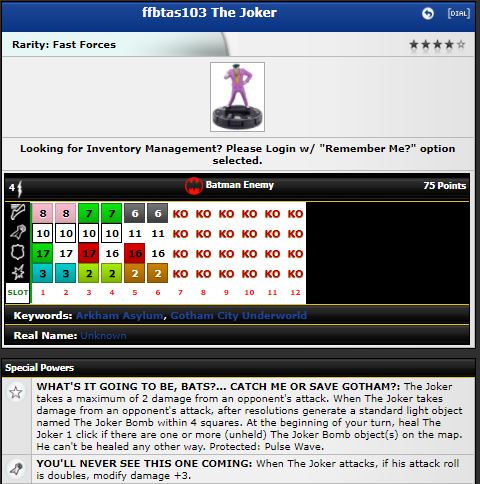 ffbtas103 The Joker
[DIAL]
Rarity: Fast Forces
Looking for Inventory Management? Please Login w/ "Remember Me?" option
selected.
4
Batman Enemy
75 Points
8 8 7 7 6 6 KO KO KO KO KO KO
10 10 10 10 11 11 KO KO KO KO KO KO
17 17 17 16 16 16 KO KO KO KO KO KO
3 3 2 2 2 2 KO KO KO KO KO KO
SLOT 1 2 3 4 5 6 7 8 9 10 11 12
Keywords: Arkham Asylum, Gotham City Underworld
Real Name: Unknown
Special Powers
WHAT'S IT GOING TO BE, BATS?... CATCH ME OR SAVE GOTHAM?: The Joker
takes a maximum of 2 damage from an opponent's attack. When The Joker takes
damage from an opponent's attack, after resolutions generate a standard light object
named The Joker Bomb within 4 squares. At the beginning of your turn, heal The
Joker 1 click if there are one or more (unheld) The Joker Bomb object(s) on the map.
He can't be healed any other way. Protected: Pulse Wave.
YOU'LL NEVER SEE THIS ONE COMING: When The Joker attacks, if his attack roll
is doubles, modify damage +3.